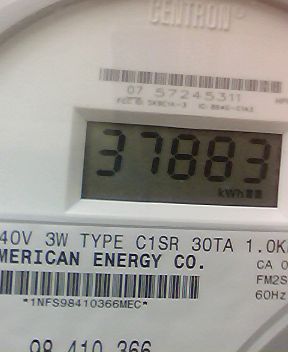 CENTRON®
07 57245311
37883
kWh
40V 3W TYPE C1SR 30TA 1.0K
MERICAN ENERGY CO.
CA 0
FM2S
60Hz
*1NFS98410366MEC*
98 410 366